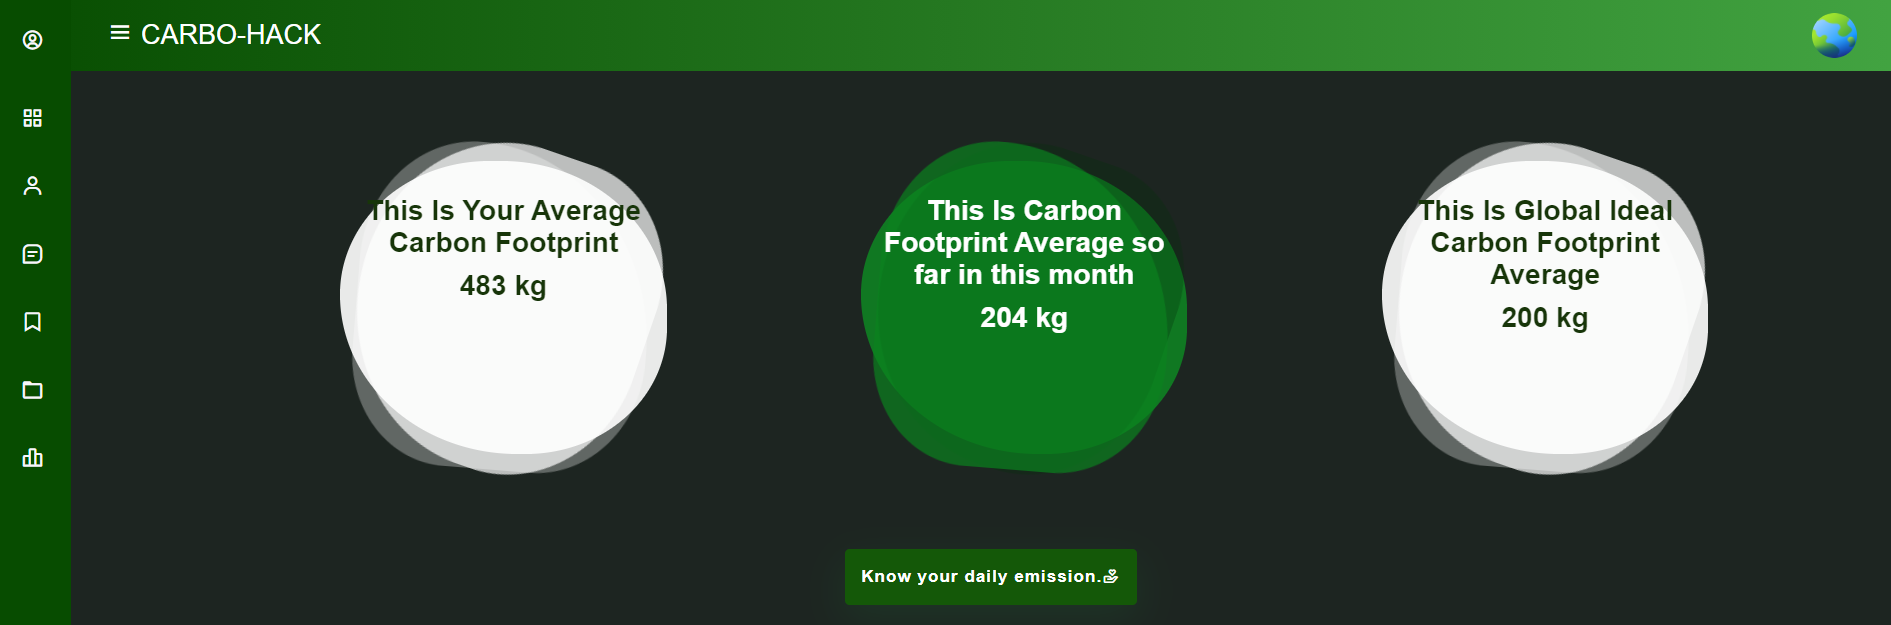 CARBO-HACK
This Is Your Average
Carbon Footprint
483 kg
This Is Carbon
Footprint Average so
far in this month
204 kg
This Is Global Ideal
Carbon Footprint
Average
200 kg
Know your daily emission.